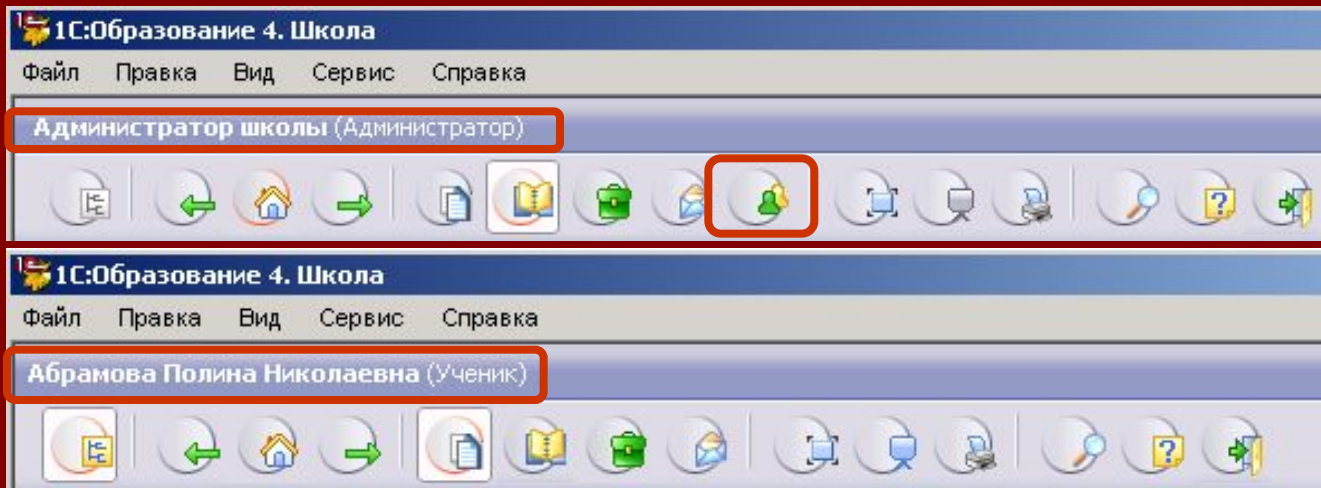 1С:Образование 4. Школа
Файл Правка Вид Сервис Справка
Администратор школы (Администратор)
1С:Образование 4. Школа
Файл Правка Вид Сервис Справка
Абрамова Полина Николаевна (Ученик)